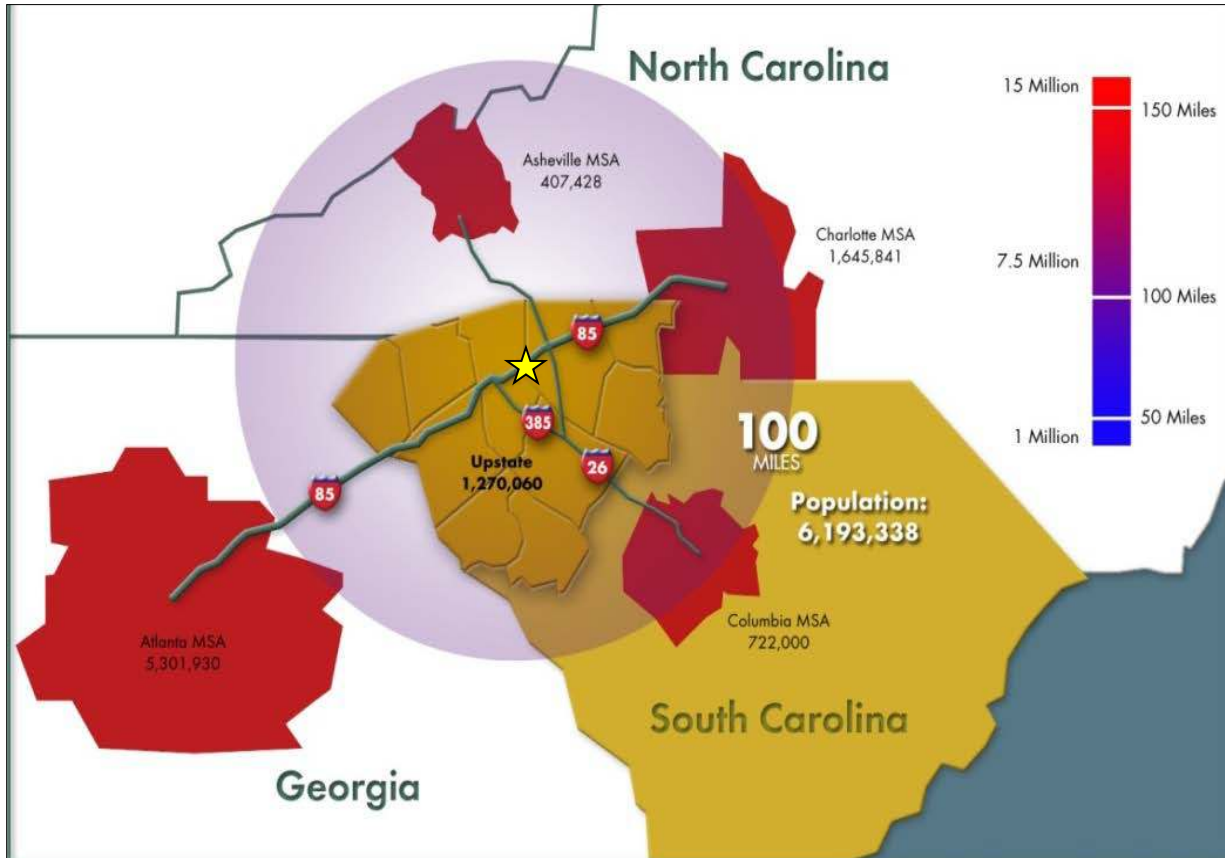 North Carolina
15 Million
150 Miles
Asheville MSA
407,428
Charlotte MSA
1,645,841
7.5 Million
100 Miles
85
385
100
MILES
50 Miles
1 Million
Upstate
1,270,060
26
85
Population:
6,193,338
Columbia MSA
722,000
Atlanta MSA
5,301,930
South Carolina
Georgia